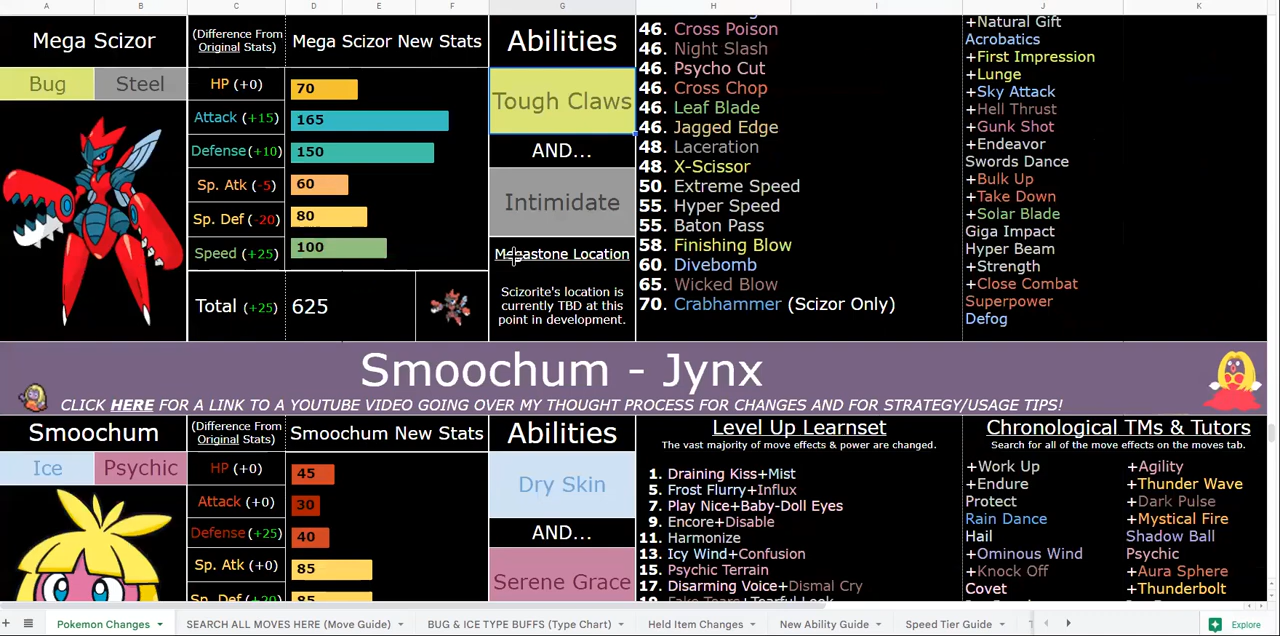 A B C D E F G H I J K
Mega Scizor
(Difference From
Original Stats)
Mega Scizor New Stats
Abilities
Bug Steel
HP (+0) 70
Attack (+15) 165
Defense (+10) 150
Sp. Atk (-5) 60
Sp. Def (-20) 80
Speed (+25) 100
Total (+25) 625
Tough Claws
AND...
Intimidate
Megastone Location
Scizorite's location is
currently TBD at this
point in development.
46. Cross Poison
46. Night Slash
46. Psycho Cut
46. Cross Chop
46. Leaf Blade
46. Jagged Edge
48. Laceration
48. X-Scissor
50. Extreme Speed
55. Hyper Speed
55. Baton Pass
58. Finishing Blow
60. Divebomb
65. Wicked Blow
70. Crabhammer (Scizor Only)
+Natural Gift
Acrobatics
+First Impression
+Lunge
+Sky Attack
+Hell Thrust
+Gunk Shot
+Endeavor
Swords Dance
+Bulk Up
+Take Down
+Solar Blade
Giga Impact
Hyper Beam
+Strength
+Close Combat
Superpower
Defog
Smoochum - Jynx
CLICK HERE FOR A LINK TO A YOUTUBE VIDEO GOING OVER MY THOUGHT PROCESS FOR CHANGES AND FOR STRATEGY/USAGE TIPS!
Smoochum
(Difference From
Original Stats)
Smoochum New Stats
Abilities
Ice Psychic
HP (+0) 45
Attack (+0) 30
Defense (+25) 40
Sp. Atk (+0) 85
Sp. Def (+20) 85
Dry Skin
AND...
Serene Grace
Level Up Learnset
The vast majority of move effects & power are changed.
1. Draining Kiss+Mist
5. Frost Flurry+Influx
7. Play Nice+Baby-Doll Eyes
9. Encore+Disable
11. Harmonize
13. Icy Wind+Confusion
15. Psychic Terrain
17. Disarming Voice+Dismal Cry
19. Fake Tears+Tearful Look
Chronological TMs & Tutors
Search for all of the move effects on the moves tab.
+Work Up +Agility
+Endure +Thunder Wave
Protect +Dark Pulse
Rain Dance +Mystical Fire
Hail Shadow Ball
+Ominous Wind Psychic
+Knock Off +Aura Sphere
Covet +Thunderbolt
Pokemon Changes SEARCH ALL MOVES HERE (Move Guide) BUG & ICE TYPE BUFFS (Type Chart) Held Item Changes New Ability Guide Speed Tier Guide Explore